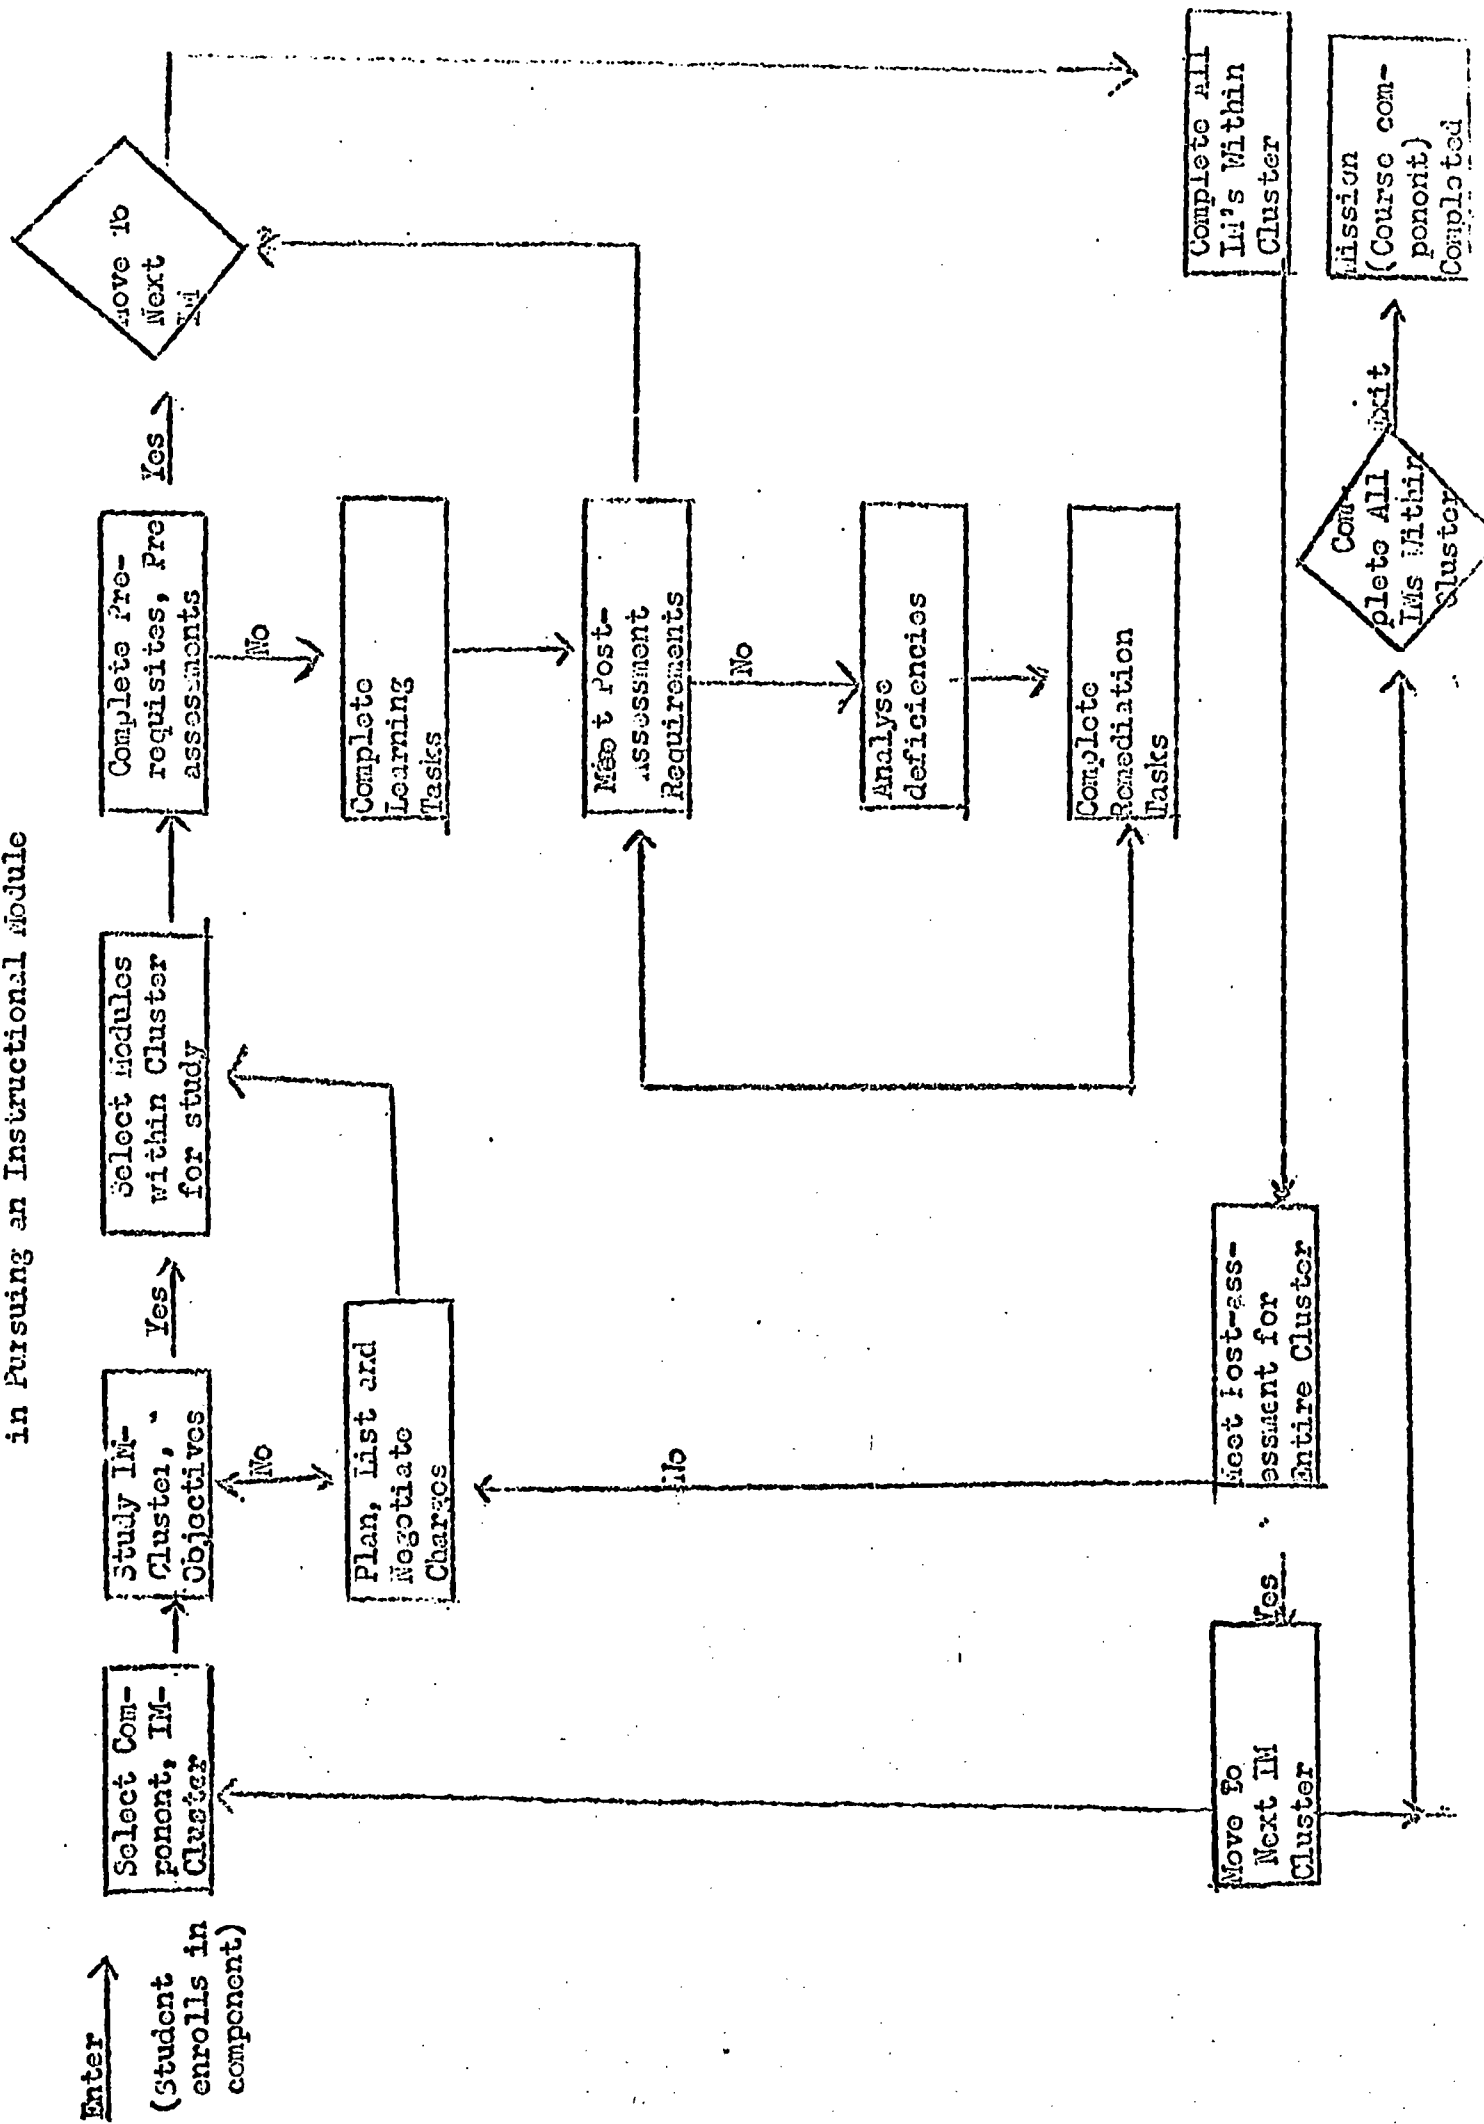 in Pursuing an Instructional Module
Enter
(Student
enrolls in
component)
Select Com-
ponent, IM-
Cluster
Study IM-
Cluster,
Objectives
Yes
No
Plan, List and
Negotiate
Charges
Select Modules
within Cluster
for study
Complete Pre-
requisites, Pre
assessments
Yes
No
Move To
Next
IM
Complete
Learning
Tasks
Meet Post-
Assessment
Requirements
No
Analyse
deficiencies
Complete
Remediation
Tasks
Complete All
IM's Within
Cluster
Meet Post-ass-
essment for
Entire Cluster
No
Yes
Move To
Next IM
Cluster
Com-
plete All
IMs Within
Cluster
Exit
Mission
(Course com-
ponent)
Completed